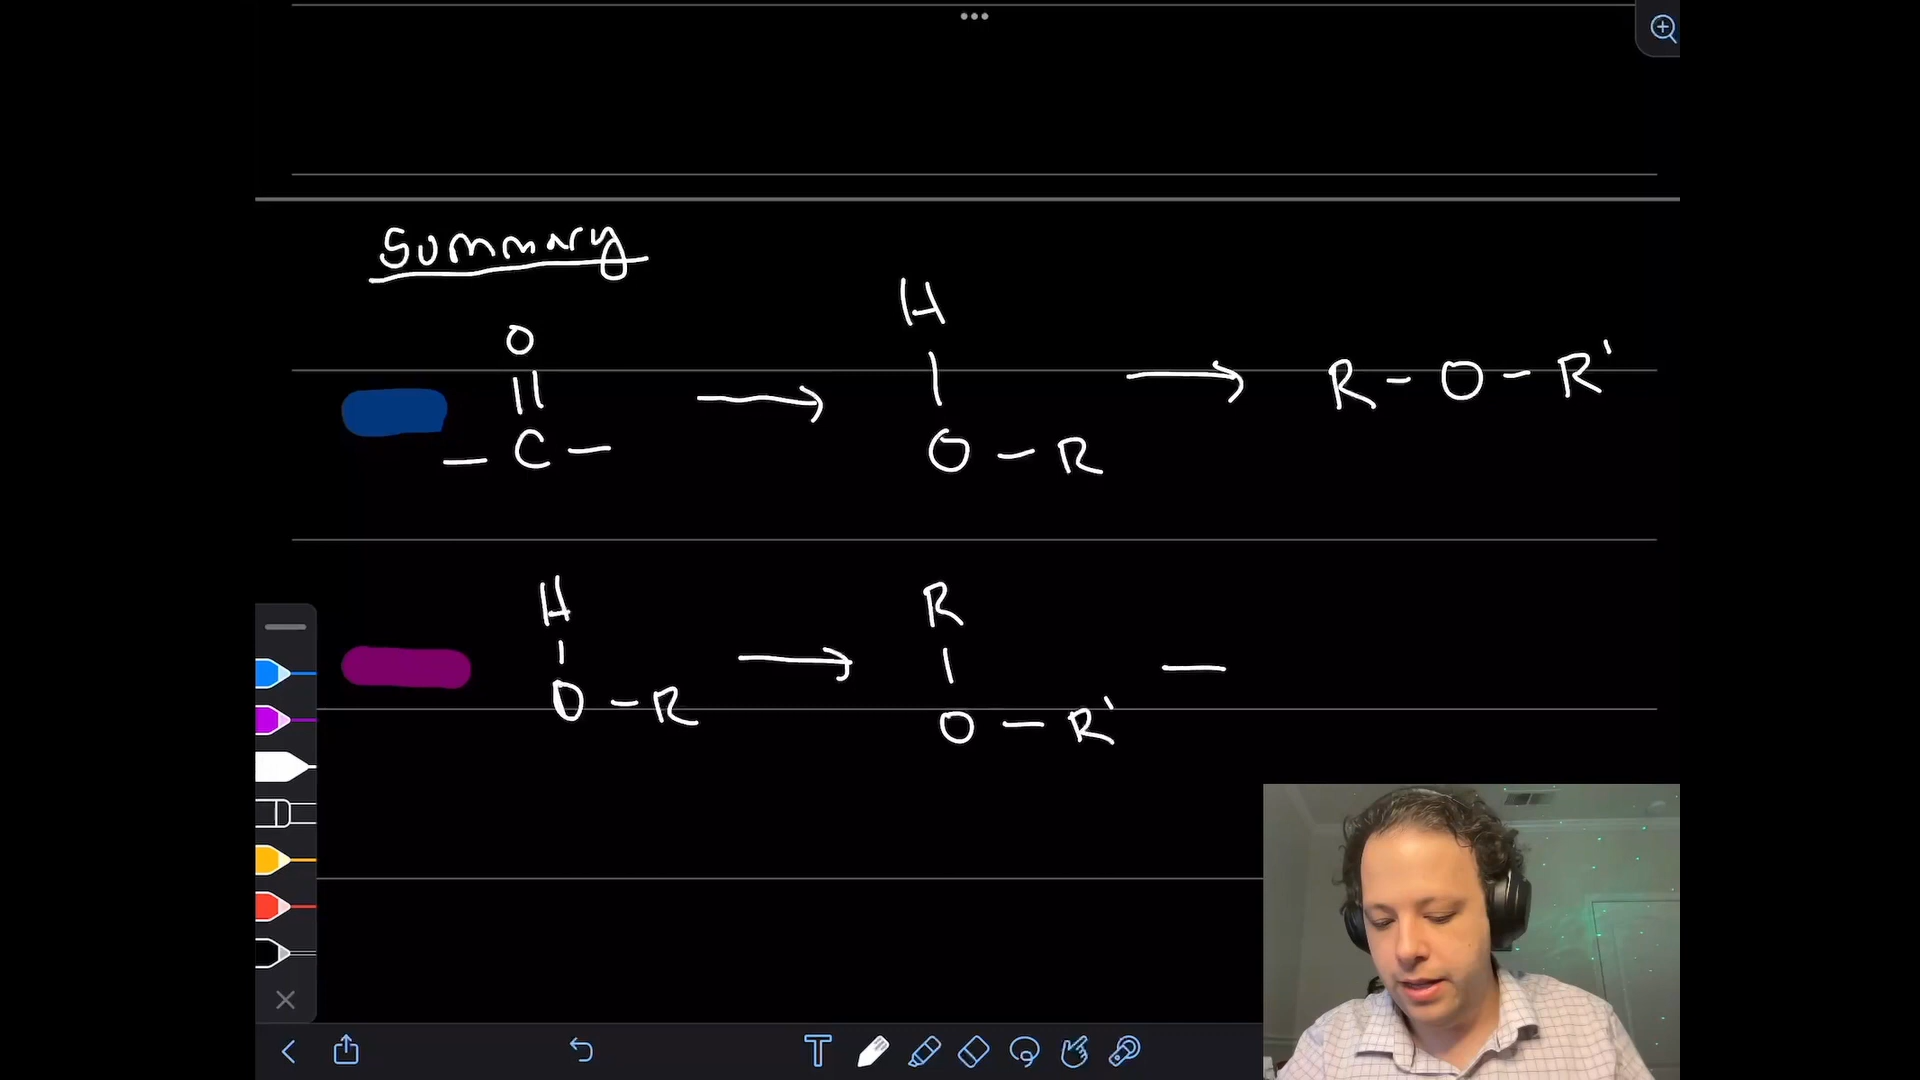 Summary
O
||
– C –
→
H
|
O – R
→
R – O – R'
H
|
O – R
→
R
|
O – R'
—
T